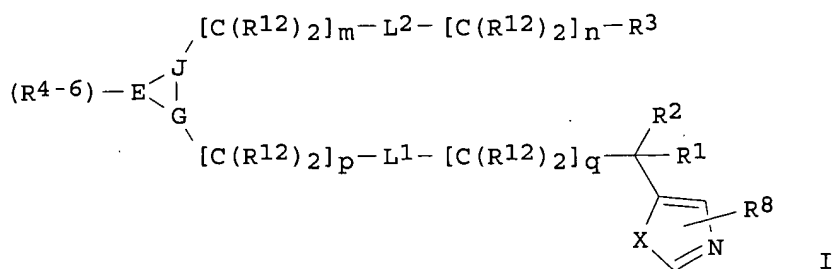 [C(R12)2]m—L2—[C(R12)2]n—R3
J
(R4-6)—E
G
R2
[C(R12)2]p—L1—[C(R12)2]q R1
R8
X N
I